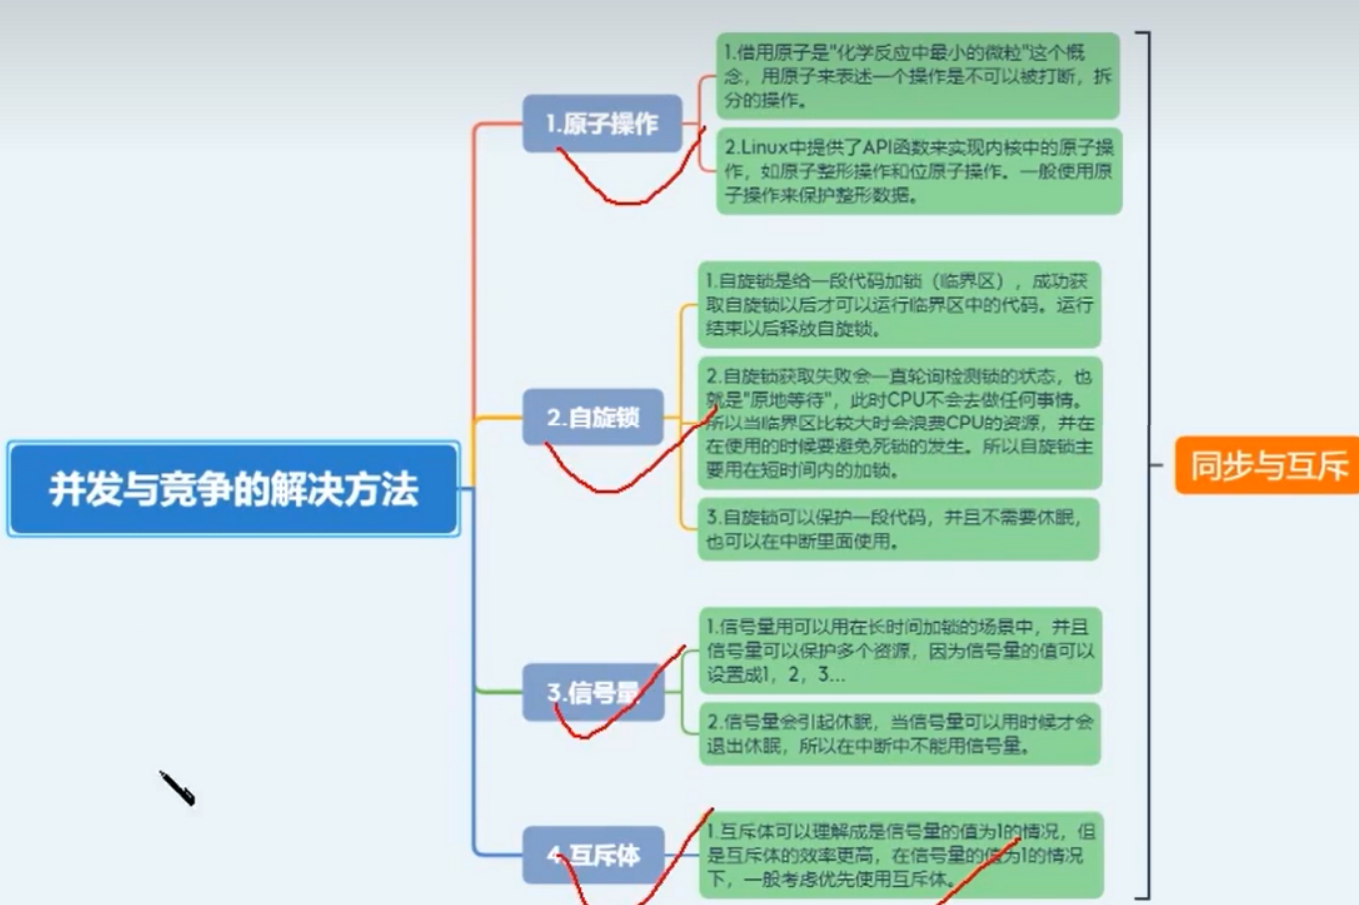 并发与竞争的解决方法
1.原子操作
1.借用原子是"化学反应中最小的微粒"这个概
念，用原子来表述一个操作是不可以被打断，拆
分的操作。
2.Linux中提供了API函数来实现内核中的原子操
作，如原子整形操作和位原子操作。一般使用原
子操作来保护整形数据。
2.自旋锁
1.自旋锁是给一段代码加锁（临界区），成功获
取自旋锁以后才可以运行临界区中的代码。运行
结束以后释放自旋锁。
2.自旋锁获取失败会一直轮询检测锁的状态，也
就是"原地等待"，此时CPU不会去做任何事情。
所以当临界区比较大时会浪费CPU的资源，并在
在使用的时候要避免死锁的发生。所以自旋锁主
要用在短时间内的加锁。
3.自旋锁可以保护一段代码，并且不需要休眠，
也可以在中断里面使用。
3.信号量
1.信号量用可以用在长时间加锁的场景中，并且
信号量可以保护多个资源，因为信号量的值可以
设置成1，2，3...
2.信号量会引起休眠，当信号量可以用时候才会
退出休眠，所以在中断中不能用信号量。
4.互斥体
1.互斥体可以理解成是信号量的值为1的情况，但
是互斥体的效率更高，在信号量的值为1的情况
下，一般考虑优先使用互斥体。
同步与互斥